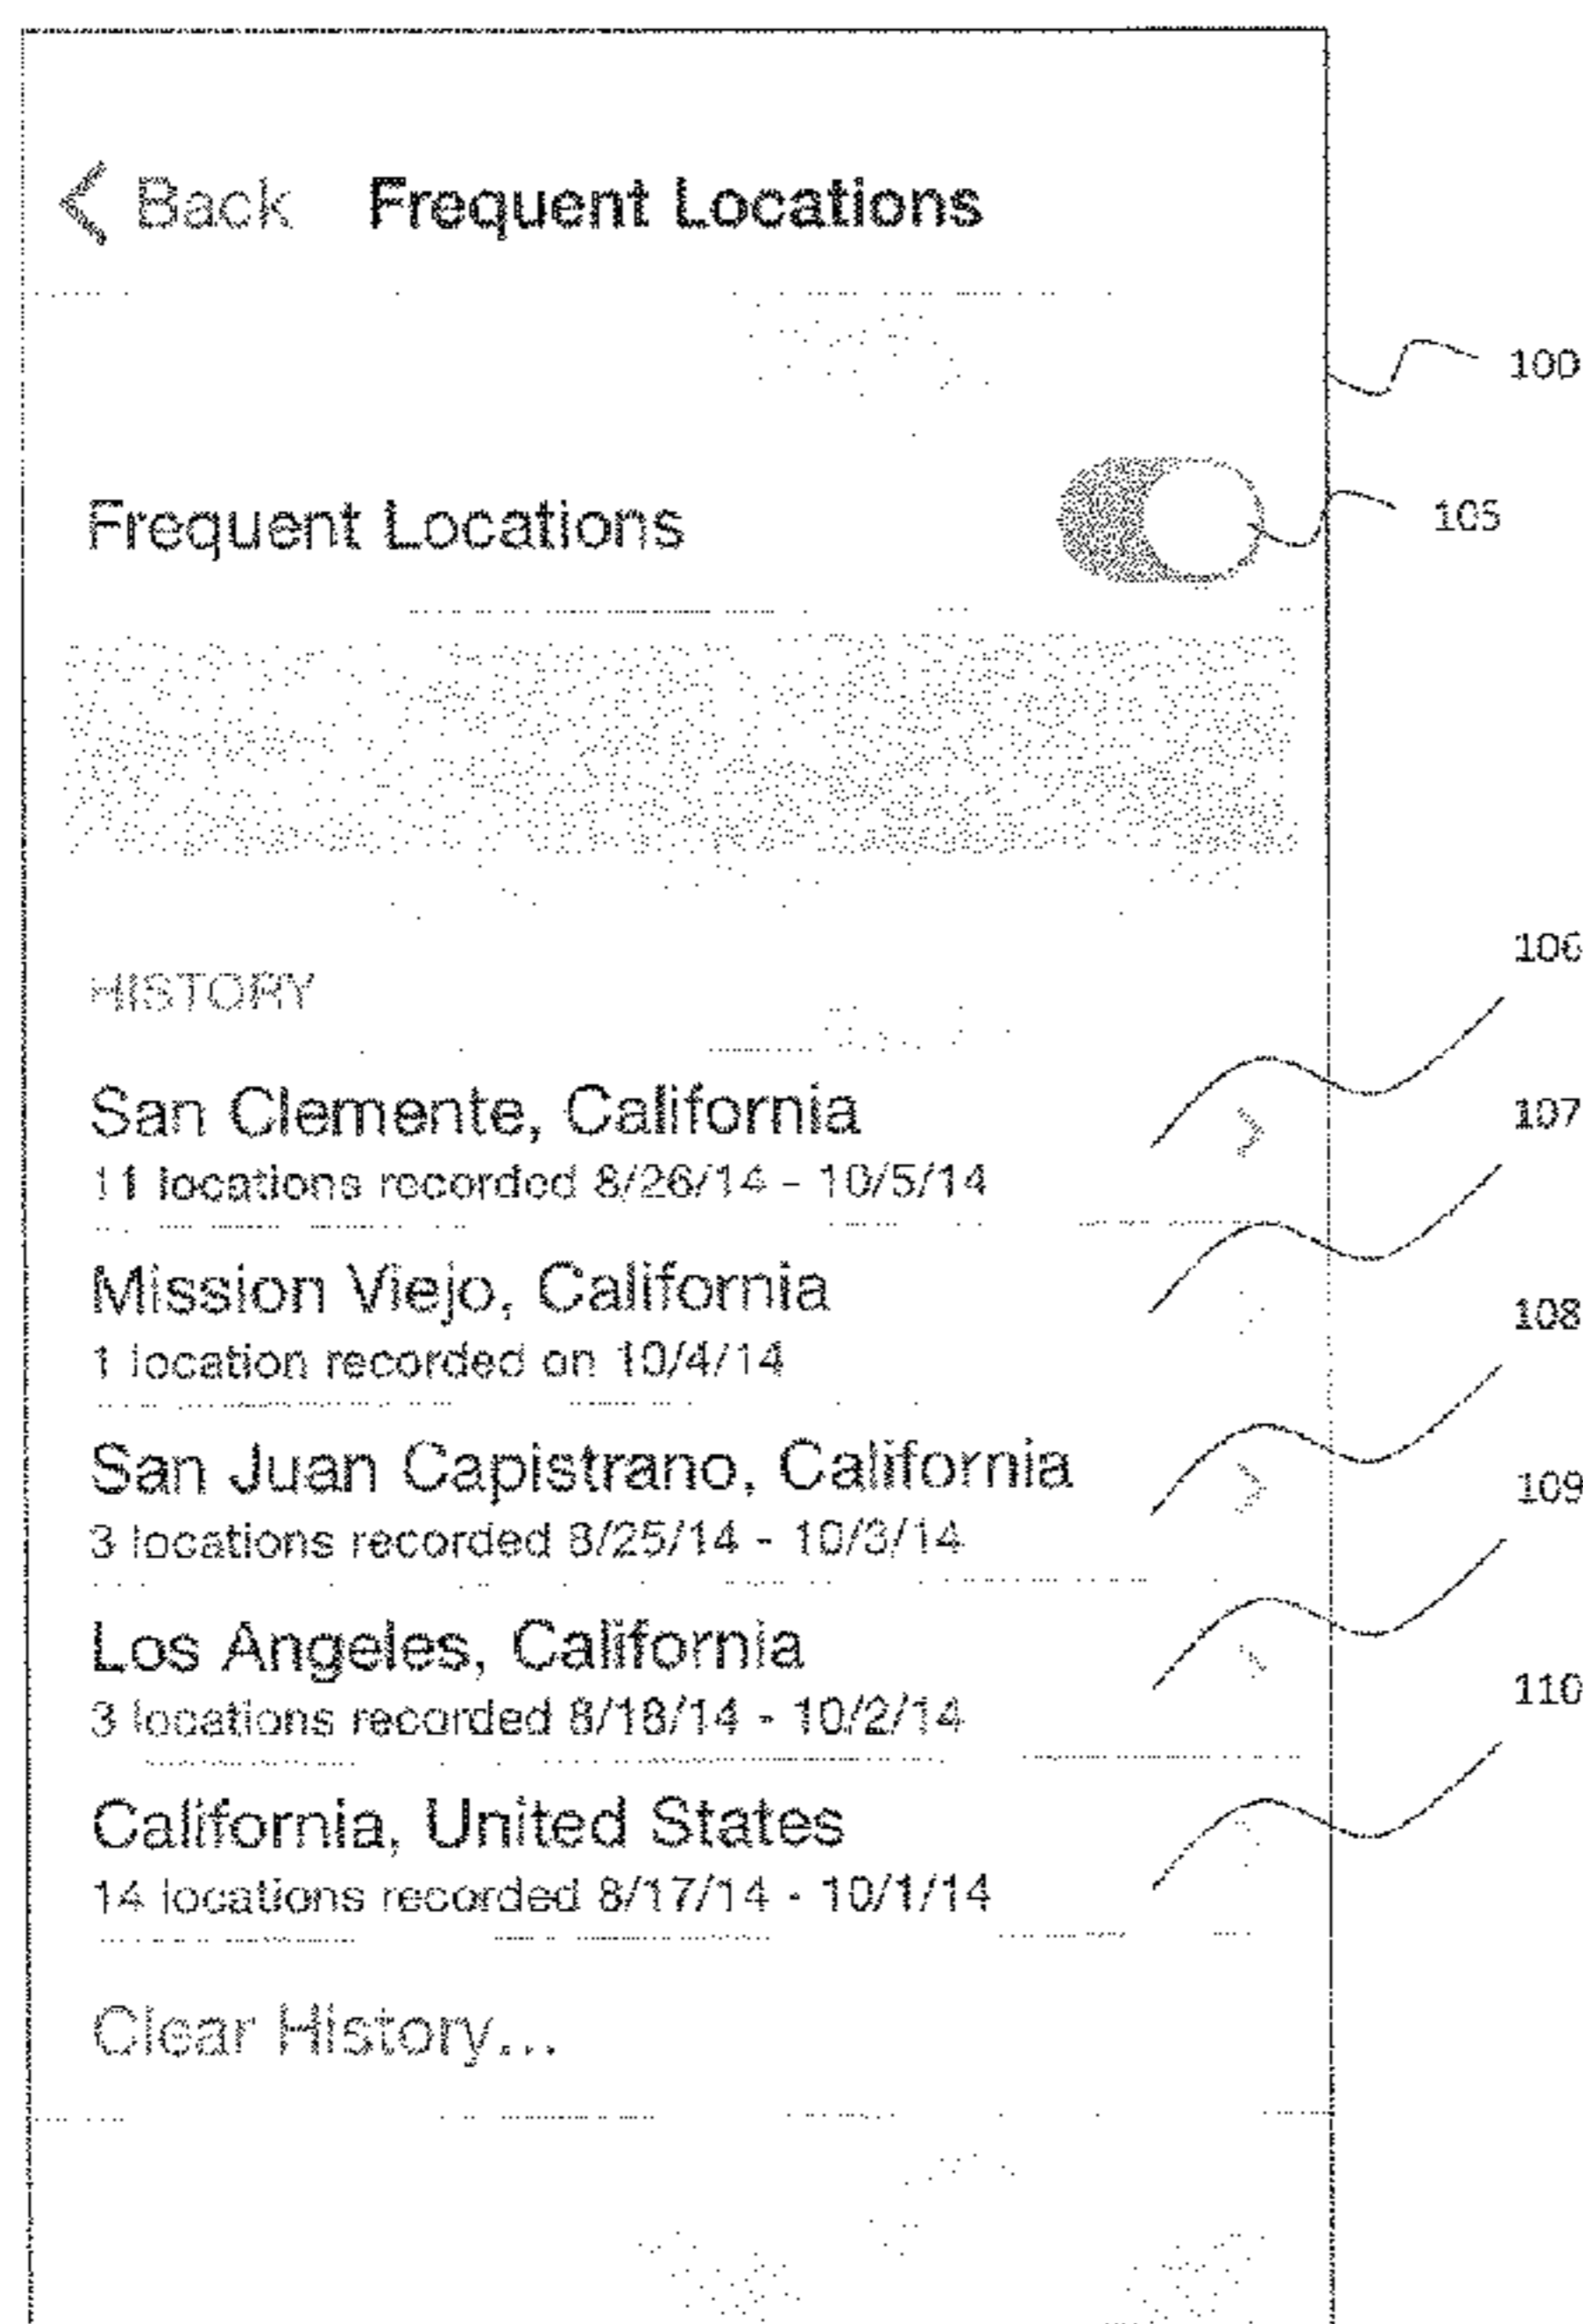 Back Frequent Locations
100
Frequent Locations
105
106
HISTORY
San Clemente, California
107
11 locations recorded 8/26/14 - 10/5/14
Mission Viejo, California
108
1 location recorded on 10/4/14
San Juan Capistrano, California
109
3 locations recorded 8/25/14 - 10/3/14
Los Angeles, California
110
3 locations recorded 8/18/14 - 10/2/14
California, United States
14 locations recorded 8/17/14 - 10/1/14
Clear History...